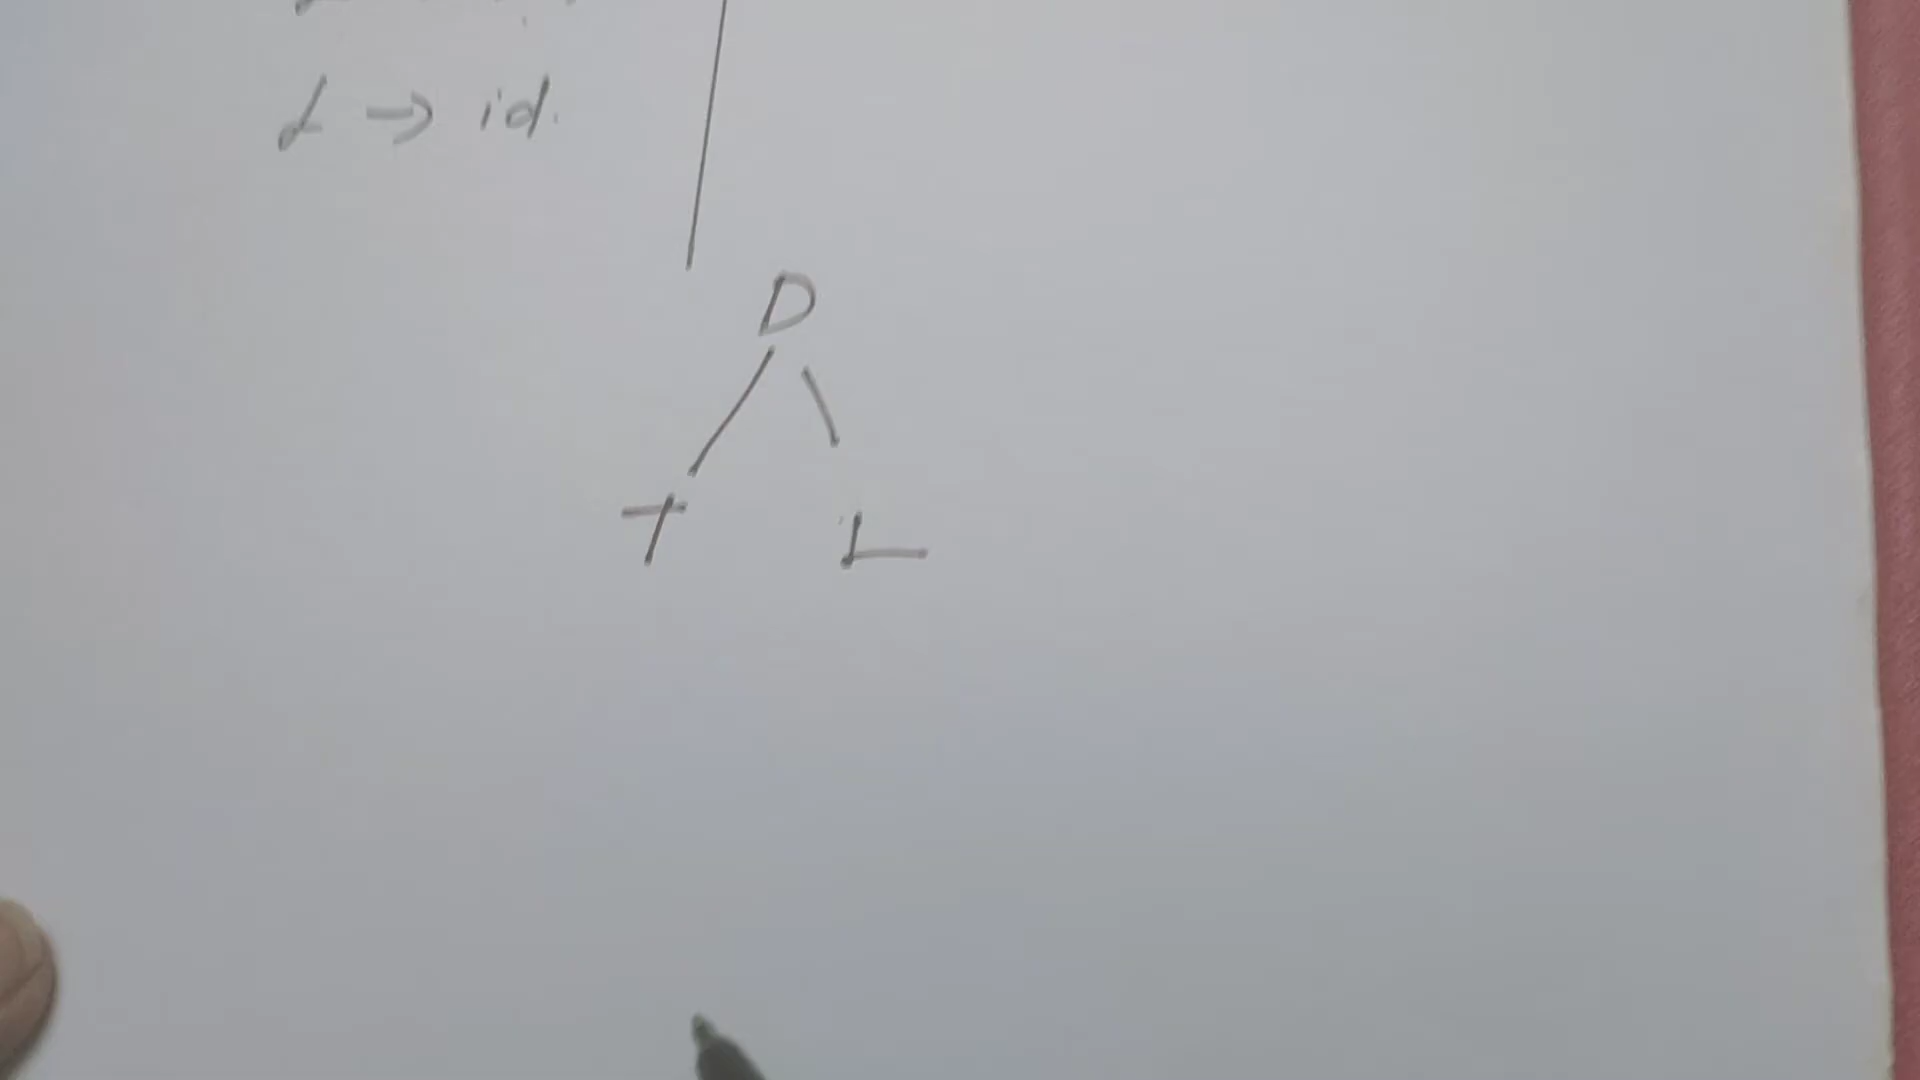 L → id.
D
T L